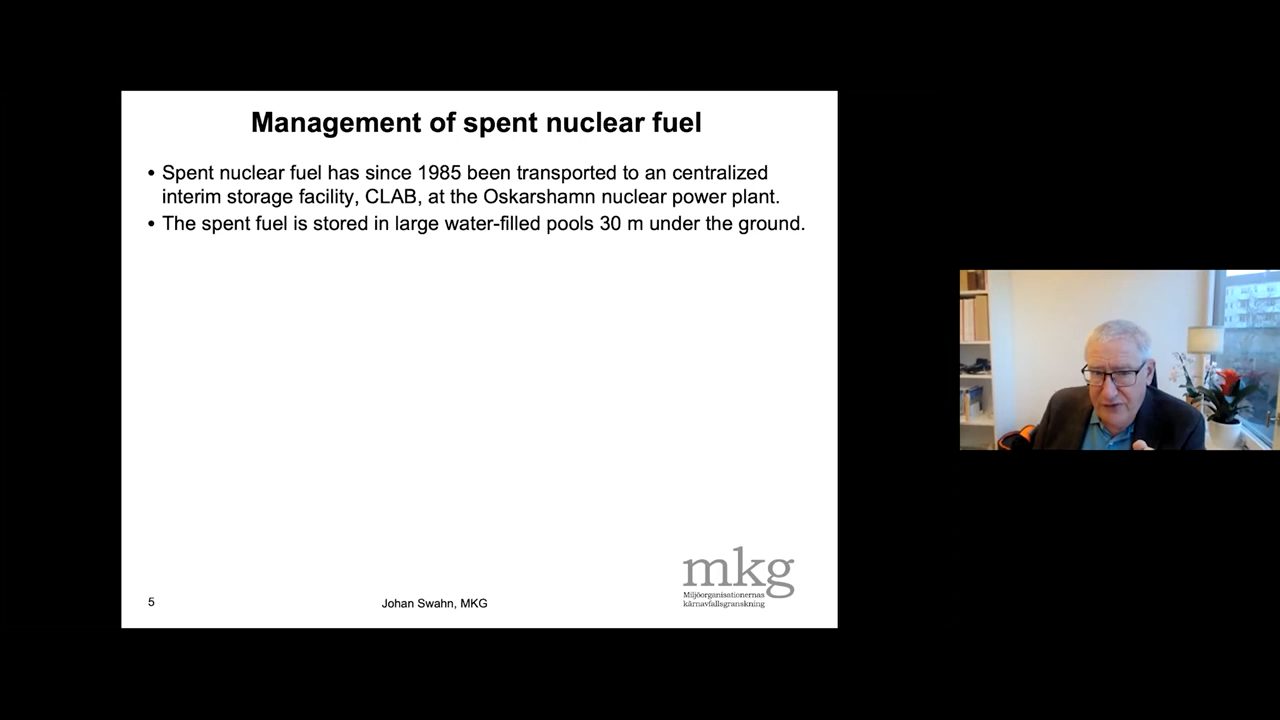 Management of spent nuclear fuel
• Spent nuclear fuel has since 1985 been transported to an centralized
interim storage facility, CLAB, at the Oskarshamn nuclear power plant.
• The spent fuel is stored in large water-filled pools 30 m under the ground.
mkg
Miljöorganisationernas
kärnavfallsgranskning
5
Johan Swahn, MKG